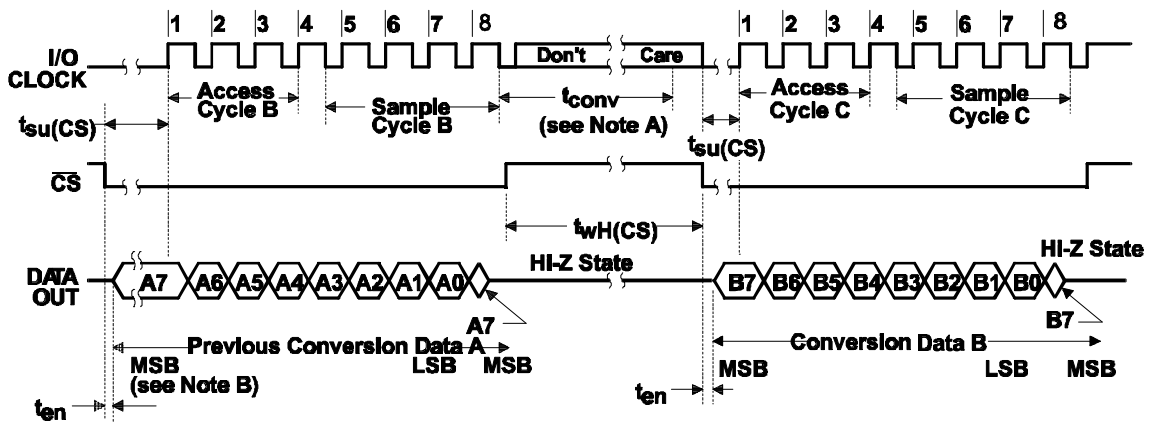 1 2 3 4 5 6 7 8 1 2 3 4 5 6 7 8
I/O
CLOCK
Don't Care
Access
Cycle B
Sample
Cycle B
tconv
(see Note A)
Access
Cycle C
Sample
Cycle C
tsu(CS)
tsu(CS)
CS
twH(CS)
DATA
OUT
A7 A6 A5 A4 A3 A2 A1 A0
HI-Z State
B7 B6 B5 B4 B3 B2 B1 B0
HI-Z State
A7
B7
Previous Conversion Data A
Conversion Data B
MSB
(see Note B)
LSB MSB
MSB LSB MSB
ten
ten